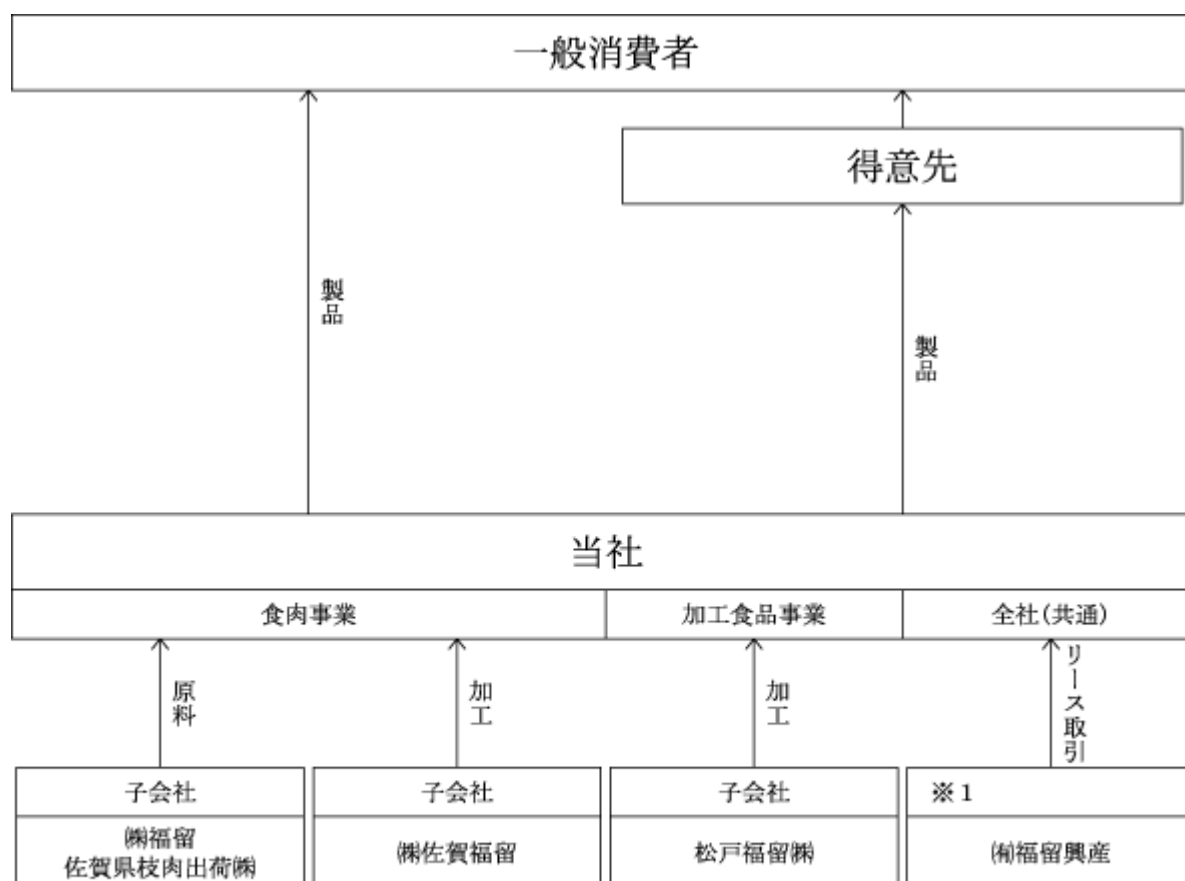 一般消費者
得意先
製品
製品
当社
食肉事業
加工食品事業
全社(共通)
原料
加工
加工
リース取引
子会社
子会社
子会社
※1
㈱福留
佐賀県枝肉出荷㈱
㈱佐賀福留
松戸福留㈱
㈲福留興産